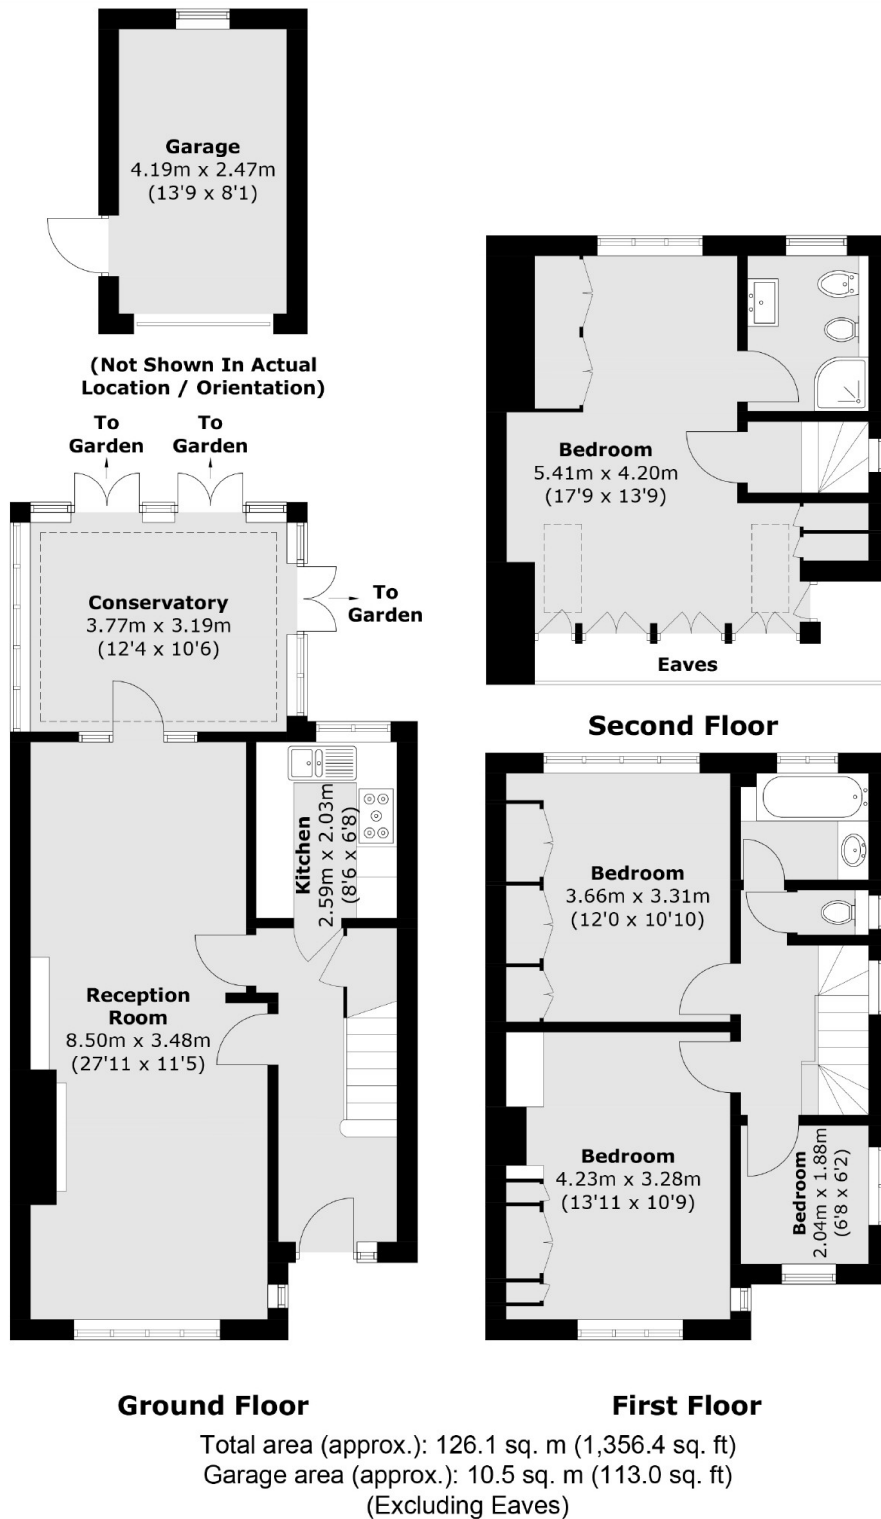 Garage
4.19m x 2.47m
(13'9 x 8'1)
(Not Shown In Actual
Location / Orientation)
To
Garden
To
Garden
Conservatory
3.77m x 3.19m
(12'4 x 10'6)
To
Garden
Kitchen
2.59m x 2.03m
(8'6 x 6'8)
Reception
Room
8.50m x 3.48m
(27'11 x 11'5)
Ground Floor
Bedroom
5.41m x 4.20m
(17'9 x 13'9)
Eaves
Second Floor
Bedroom
3.66m x 3.31m
(12'0 x 10'10)
Bedroom
4.23m x 3.28m
(13'11 x 10'9)
Bedroom
2.04m x 1.88m
(6'8 x 6'2)
First Floor
Total area (approx.): 126.1 sq. m (1,356.4 sq. ft)
Garage area (approx.): 10.5 sq. m (113.0 sq. ft)
(Excluding Eaves)